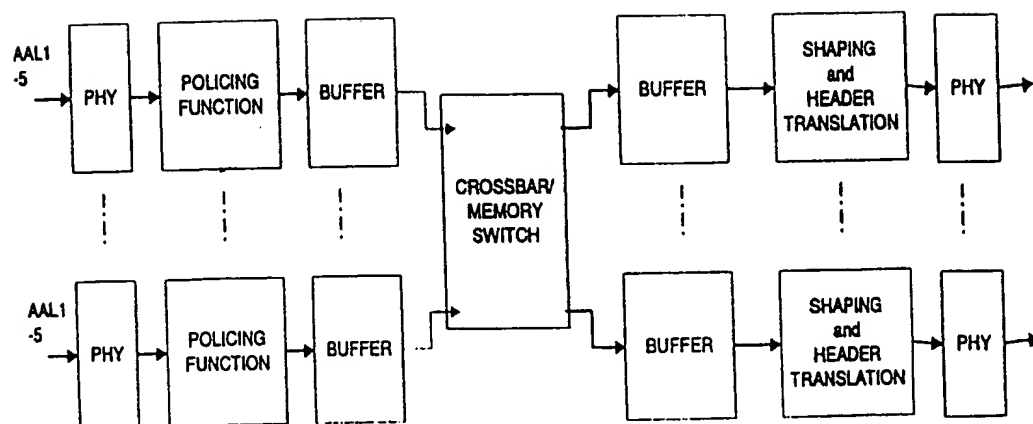 AAL1
-5
PHY
POLICING
FUNCTION
BUFFER
CROSSBAR/
MEMORY
SWITCH
BUFFER
SHAPING
and
HEADER
TRANSLATION
PHY
AAL1
-5
PHY
POLICING
FUNCTION
BUFFER
BUFFER
SHAPING
and
HEADER
TRANSLATION
PHY